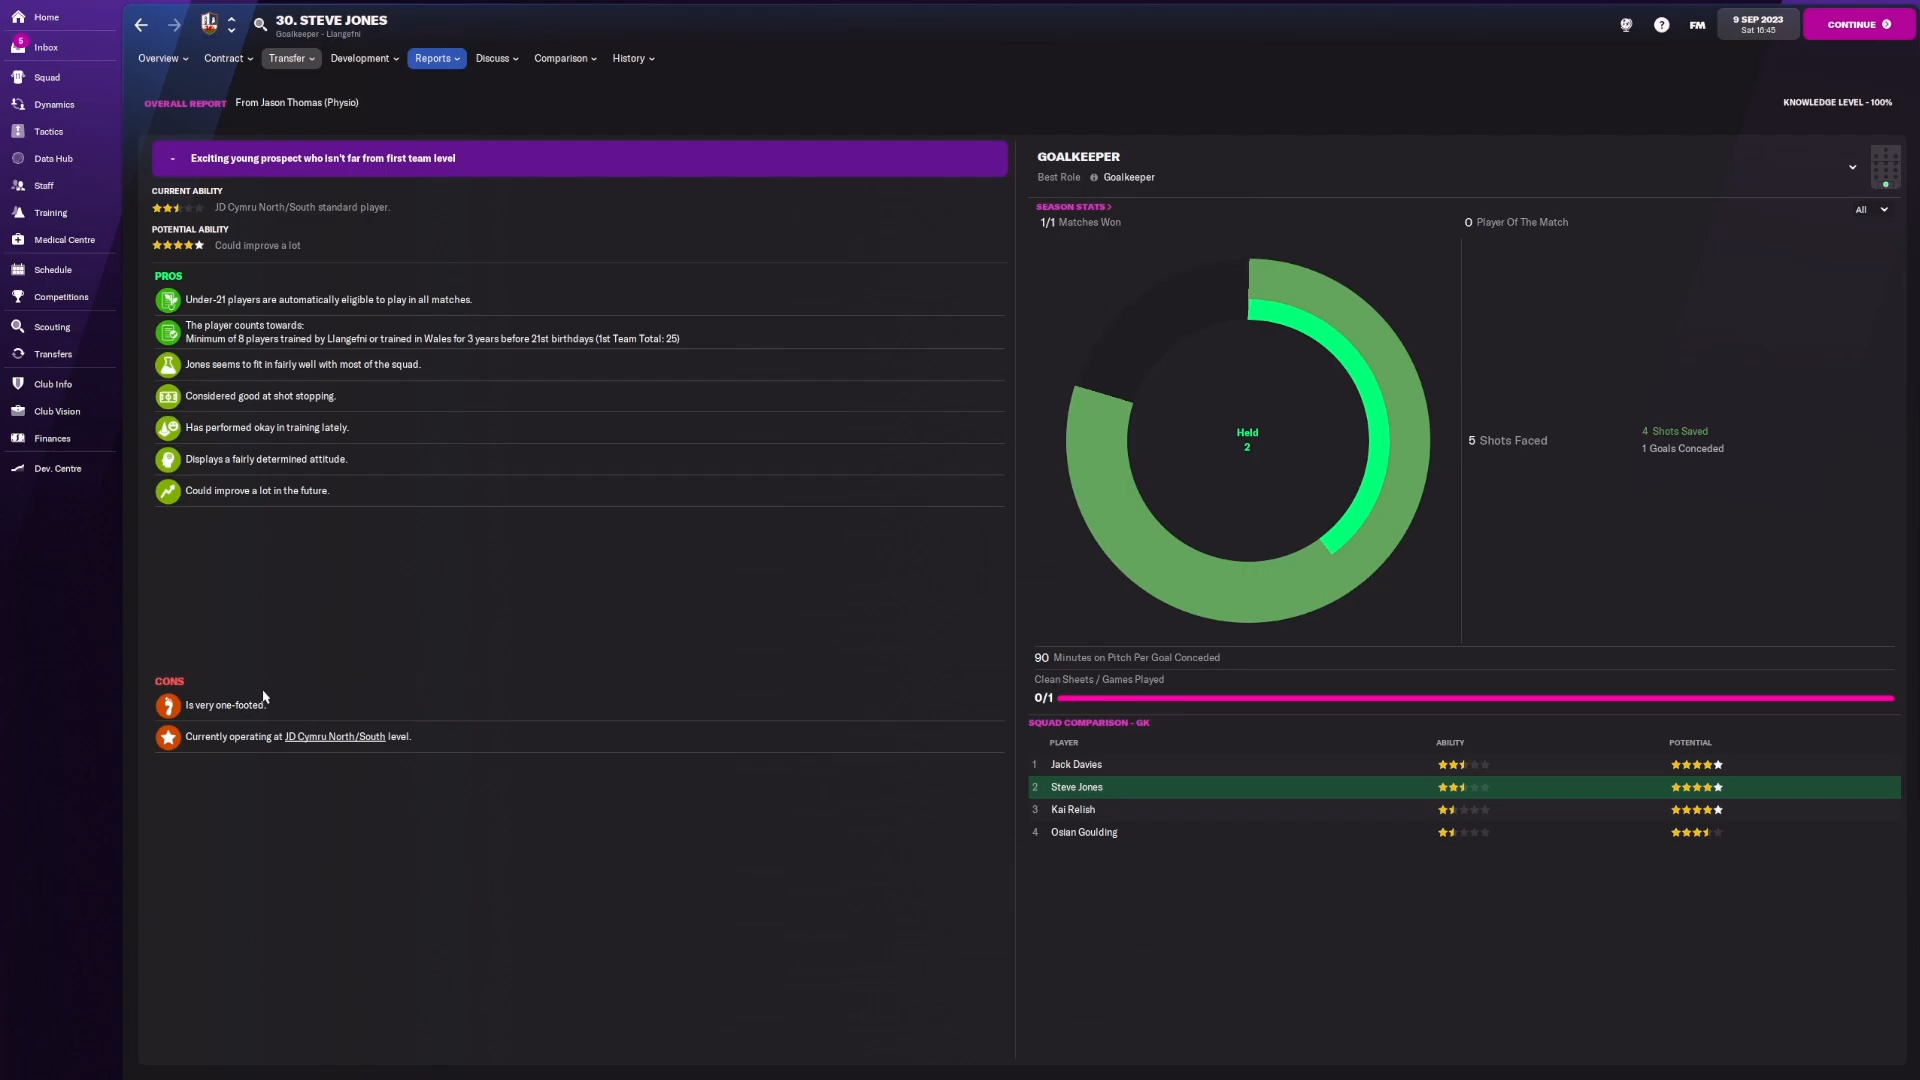 Home
5
Inbox
Squad
Dynamics
Tactics
Data Hub
Staff
Training
Medical Centre
Schedule
Competitions
Scouting
Transfers
Club Info
Club Vision
Finances
Dev. Centre
30. STEVE JONES
Goalkeeper - Llangefni
?
FM
9 SEP 2023
Sat 16:45
CONTINUE
Overview
Contract
Transfer
Development
Reports
Discuss
Comparison
History
OVERALL REPORT From Jason Thomas (Physio)
KNOWLEDGE LEVEL - 100%
- Exciting young prospect who isn't far from first team level
CURRENT ABILITY
JD Cymru North/South standard player.
POTENTIAL ABILITY
Could improve a lot
PROS
Under-21 players are automatically eligible to play in all matches.
The player counts towards:
Minimum of 8 players trained by Llangefni or trained in Wales for 3 years before 21st birthdays (1st Team Total: 25)
Jones seems to fit in fairly well with most of the squad.
Considered good at shot stopping.
Has performed okay in training lately.
Displays a fairly determined attitude.
Could improve a lot in the future.
CONS
Is very one-footed.
Currently operating at JD Cymru North/South level.
GOALKEEPER
Best Role Goalkeeper
SEASON STATS >
All
1/1 Matches Won
0 Player Of The Match
Held
2
5 Shots Faced
4 Shots Saved
1 Goals Conceded
90 Minutes on Pitch Per Goal Conceded
Clean Sheets / Games Played
0/1
SQUAD COMPARISON - GK
PLAYER ABILITY POTENTIAL
1 Jack Davies
2 Steve Jones
3 Kai Relish
4 Osian Goulding